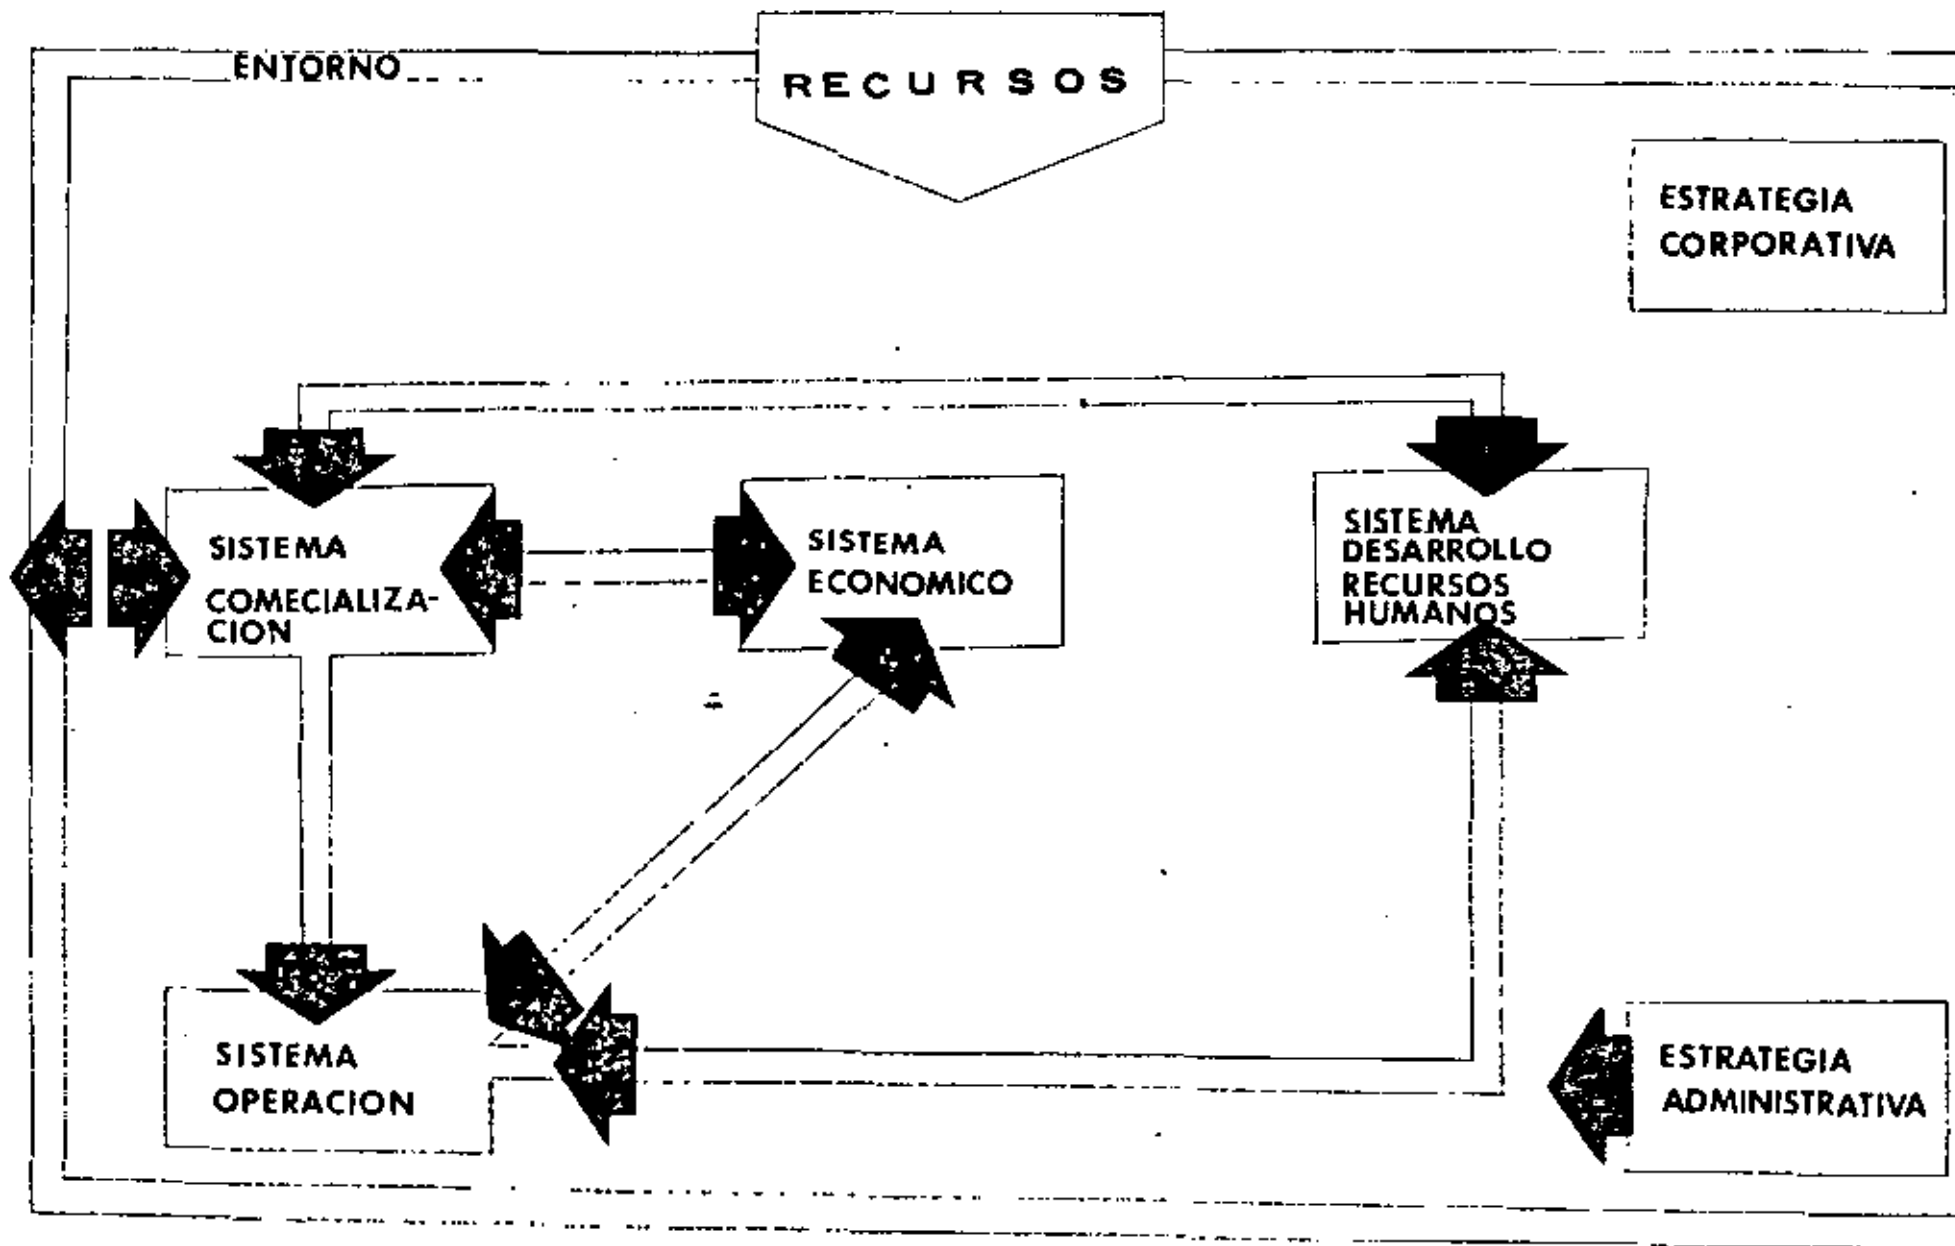 ENTORNO
RECURSOS
ESTRATEGIA
CORPORATIVA
SISTEMA
COMECIALIZA-
CION
SISTEMA
ECONOMICO
SISTEMA
DESARROLLO
RECURSOS
HUMANOS
SISTEMA
OPERACION
ESTRATEGIA
ADMINISTRATIVA